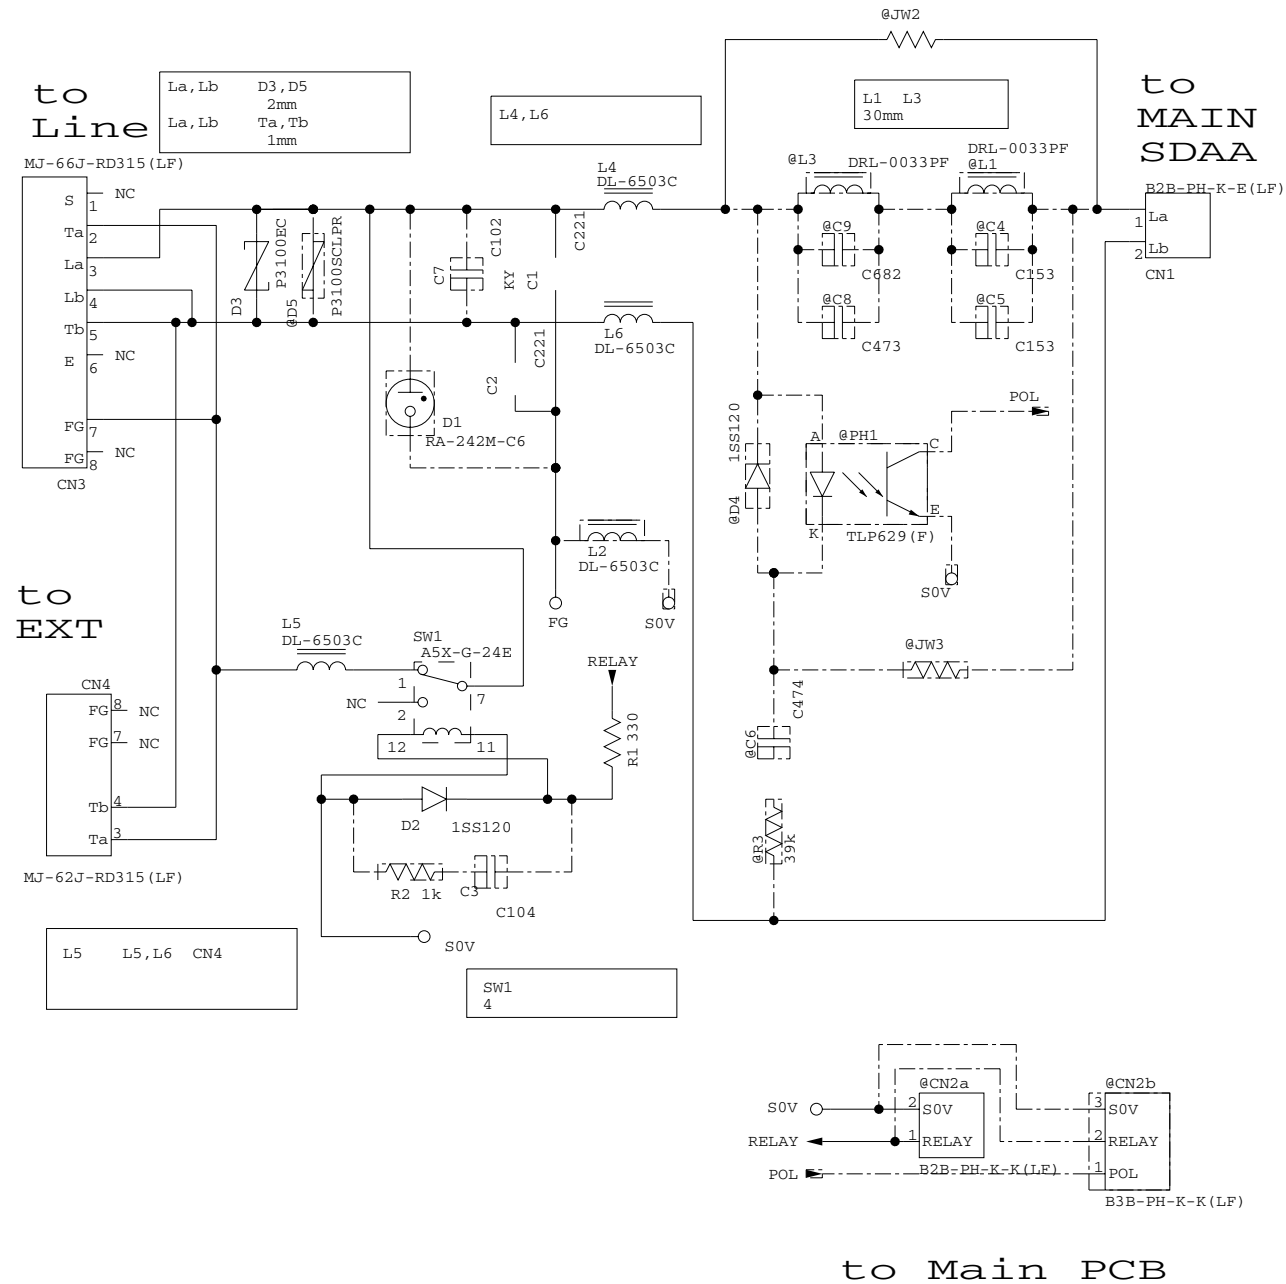 @JW2
to
Line
La,Lb D3,D5
2mm
La,Lb Ta,Tb
1mm
L4,L6
L1 L3
30mm
to
MAIN
SDAA
MJ-66J-RD315(LF)
L4
DL-6503C
@L3
DRL-0033PF
DRL-0033PF
@L1
B2B-PH-K-E(LF)
S
1
NC
Ta
2
La
3
Lb
4
Tb
5
E
6
NC
FG
7
FG
8
NC
CN3
D3
P3100EC
@D5
P3100SCLPR
C7
C102
KY
C1
C221
C2
C221
L6
DL-6503C
@C9
C682
@C8
C473
@C4
C153
@C5
C153
La
1
Lb
2
CN1
D1
RA-242M-C6
POL
1SS120
@D4
A
@PH1
C
E
K
TLP629(F)
S0V
L2
DL-6503C
FG
S0V
to
EXT
L5
DL-6503C
SW1
A5X-G-24E
1
7
NC
2
12
11
RELAY
R1 330
@JW3
C474
@C6
@R3
39k
CN4
FG
8
NC
FG
7
NC
Tb
4
Ta
3
MJ-62J-RD315(LF)
D2
1SS120
R2 1k
C3
C104
S0V
L5 L5,L6 CN4
SW1
4
@CN2a
@CN2b
S0V
2
S0V
3
S0V
RELAY
1
RELAY
2
RELAY
POL
B2B-PH-K-K(LF)
1
POL
B3B-PH-K-K(LF)
to Main PCB